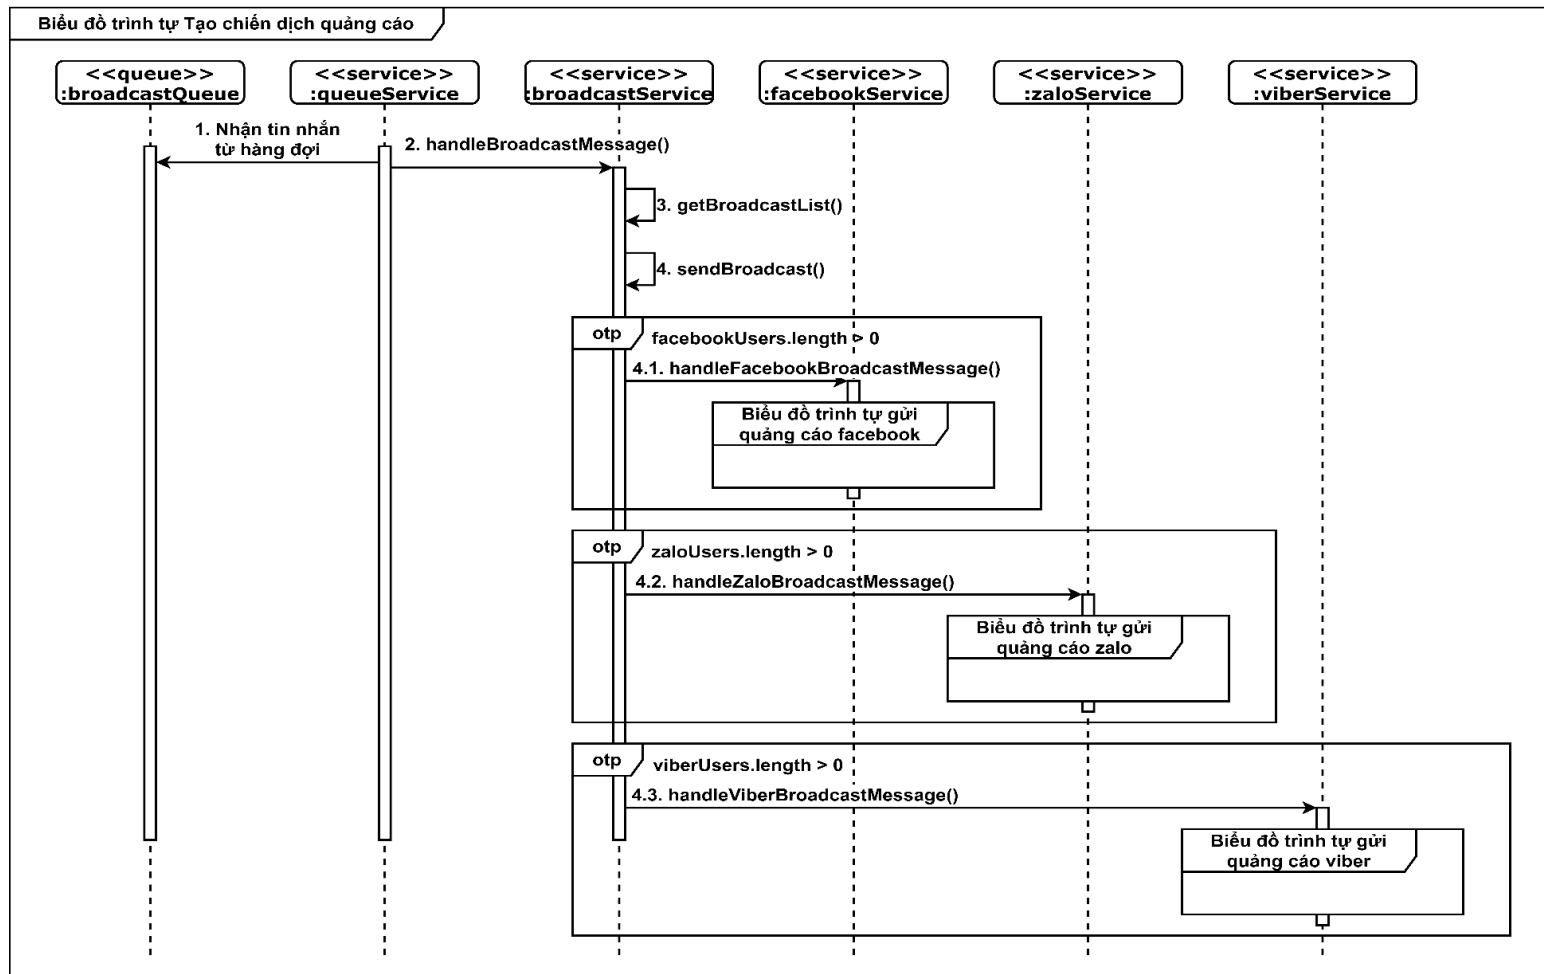 Biểu đồ trình tự Tạo chiến dịch quảng cáo
<<queue>>
:broadcastQueue
<<service>>
:queueService
<<service>>
:broadcastService
<<service>>
:facebookService
<<service>>
:zaloService
<<service>>
:viberService
1. Nhận tin nhắn
từ hàng đợi
2. handleBroadcastMessage()
3. getBroadcastList()
4. sendBroadcast()
otp
facebookUsers.length > 0
4.1. handleFacebookBroadcastMessage()
Biểu đồ trình tự gửi
quảng cáo facebook
otp
zaloUsers.length > 0
4.2. handleZaloBroadcastMessage()
Biểu đồ trình tự gửi
quảng cáo zalo
otp
viberUsers.length > 0
4.3. handleViberBroadcastMessage()
Biểu đồ trình tự gửi
quảng cáo viber